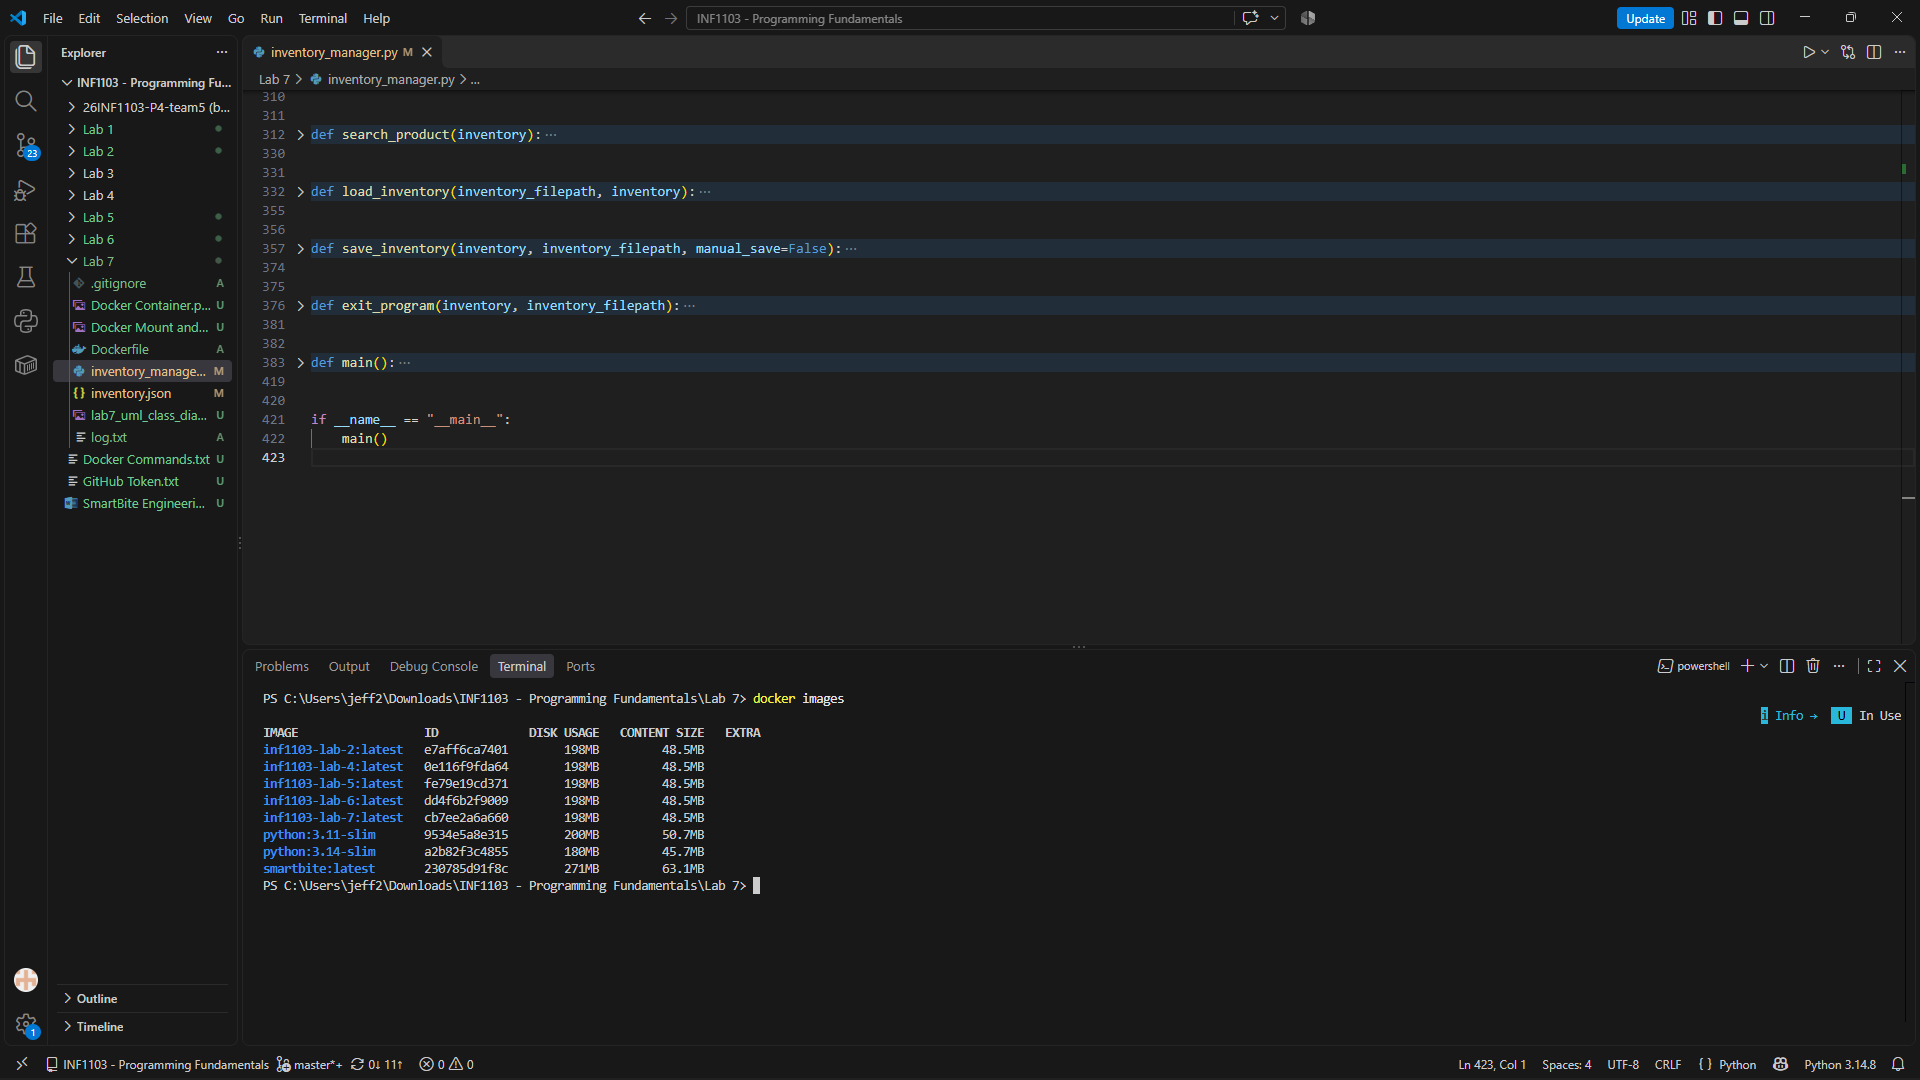 File Edit Selection View Go Run Terminal Help
INF1103 - Programming Fundamentals
Update
Explorer
INF1103 - Programming Fu...
26INF1103-P4-team5 (b...
Lab 1
Lab 2
Lab 3
Lab 4
Lab 5
Lab 6
Lab 7
.gitignore A
Docker Container.p... U
Docker Mount and... U
Dockerfile A
inventory_manage... M
inventory.json M
lab7_uml_class_dia... U
log.txt A
Docker Commands.txt U
GitHub Token.txt U
SmartBite Engineeri... U
23
Outline
Timeline
1
inventory_manager.py M
Lab 7 > inventory_manager.py > ...
310
311
312 def search_product(inventory): ...
330
331
332 def load_inventory(inventory_filepath, inventory): ...
355
356
357 def save_inventory(inventory, inventory_filepath, manual_save=False): ...
374
375
376 def exit_program(inventory, inventory_filepath): ...
381
382
383 def main(): ...
419
420
421 if __name__ == "__main__":
422 main()
423
Problems Output Debug Console Terminal Ports
powershell
PS C:\Users\jeff2\Downloads\INF1103 - Programming Fundamentals\Lab 7> docker images
i Info → U In Use
IMAGE ID DISK USAGE CONTENT SIZE EXTRA
inf1103-lab-2:latest e7aff6ca7401 198MB 48.5MB
inf1103-lab-4:latest 0e116f9fda64 198MB 48.5MB
inf1103-lab-5:latest fe79e19cd371 198MB 48.5MB
inf1103-lab-6:latest dd4f6b2f9009 198MB 48.5MB
inf1103-lab-7:latest cb7ee2a6a660 198MB 48.5MB
python:3.11-slim 9534e5a8e315 200MB 50.7MB
python:3.14-slim a2b82f3c4855 180MB 45.7MB
smartbite:latest 230785d91f8c 271MB 63.1MB
PS C:\Users\jeff2\Downloads\INF1103 - Programming Fundamentals\Lab 7>
INF1103 - Programming Fundamentals master*+ 0↓ 11↑ 0 0
Ln 423, Col 1 Spaces: 4 UTF-8 CRLF { } Python Python 3.14.8